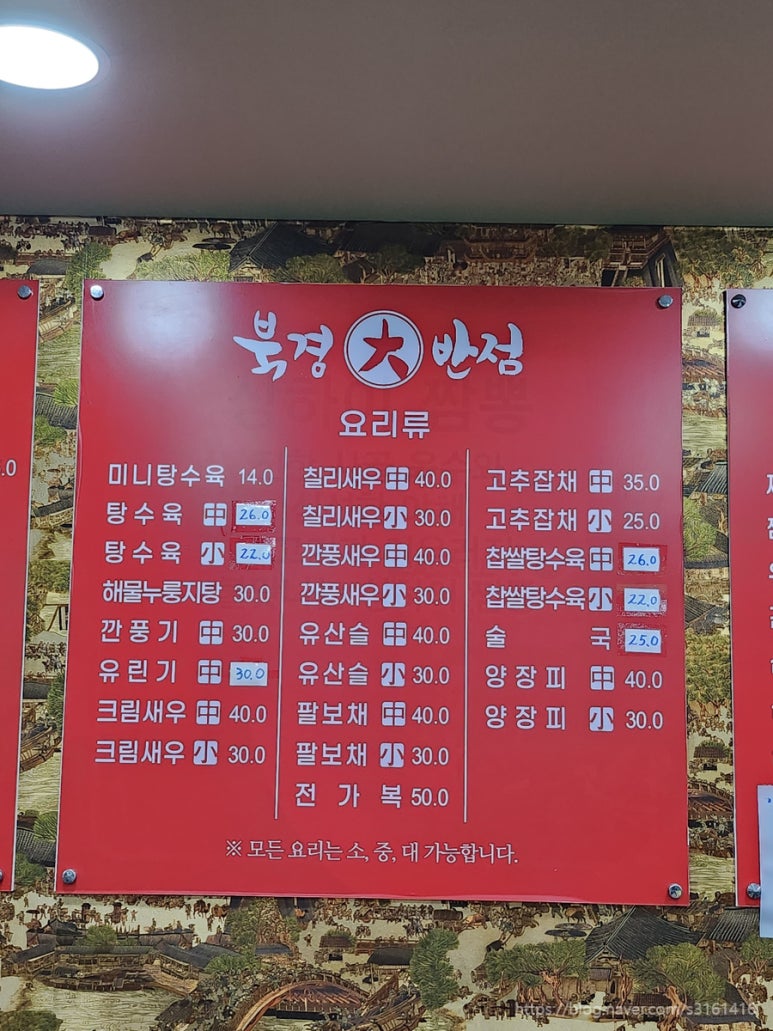 북경 大 반점
요리류
미니탕수육 14.0
탕수육 中 26.0
탕수육 小 22.0
해물누룽지탕 30.0
깐풍기 中 30.0
유린기 中 30.0
크림새우 中 40.0
크림새우 小 30.0
칠리새우 中 40.0
칠리새우 小 30.0
깐풍새우 中 40.0
깐풍새우 小 30.0
유산슬 中 40.0
유산슬 小 30.0
팔보채 中 40.0
팔보채 小 30.0
전가복 50.0
고추잡채 中 35.0
고추잡채 小 25.0
찹쌀탕수육 中 26.0
찹쌀탕수육 小 22.0
술국 25.0
양장피 中 40.0
양장피 小 30.0
※ 모든 요리는 소, 중, 대 가능합니다.
https://blog.naver.com/s3161416